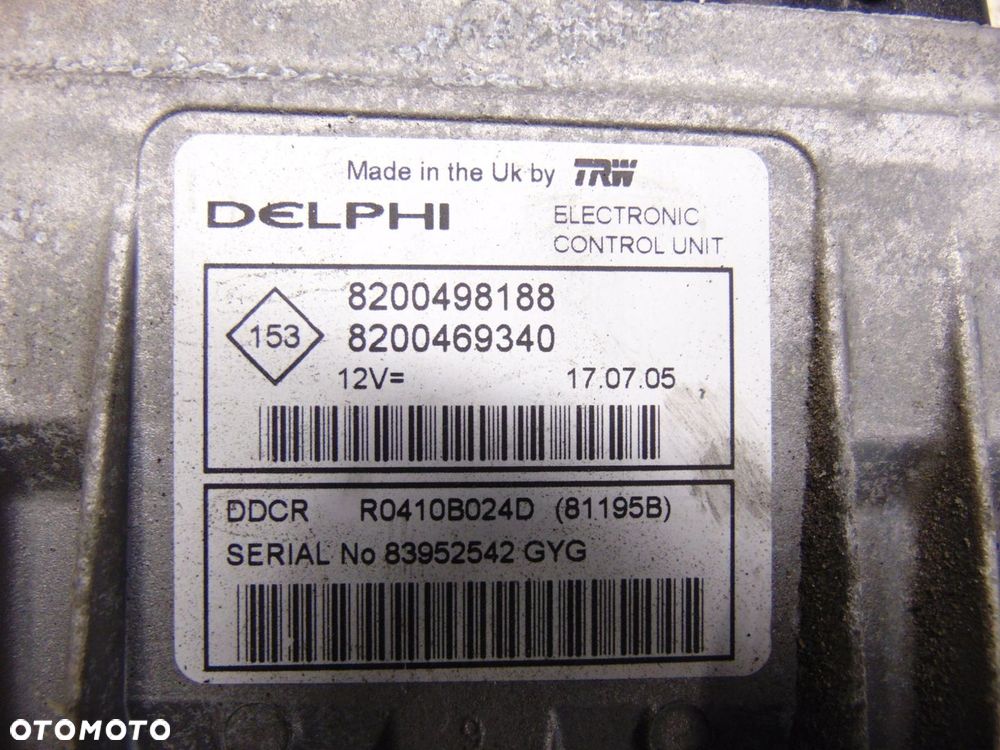 Made in the Uk by TRW
DELPHI
ELECTRONIC
CONTROL UNIT
153
8200498188
8200469340
12V= 17.07.05
DDCR R0410B024D (81195B)
SERIAL No 83952542 GYG
OTOMOTO